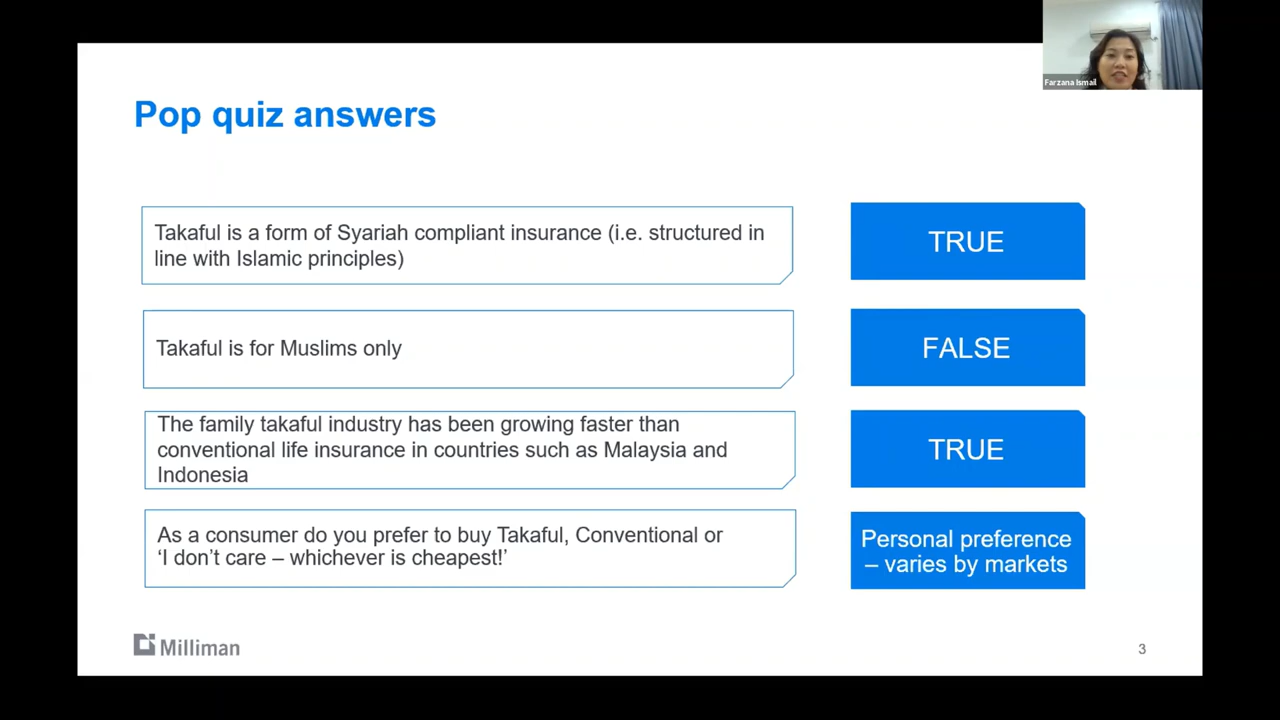 Farzana Ismail
Pop quiz answers
Takaful is a form of Syariah compliant insurance (i.e. structured in
line with Islamic principles)
TRUE
Takaful is for Muslims only
FALSE
The family takaful industry has been growing faster than
conventional life insurance in countries such as Malaysia and
Indonesia
TRUE
As a consumer do you prefer to buy Takaful, Conventional or
‘I don’t care – whichever is cheapest!’
Personal preference
– varies by markets
Milliman
3